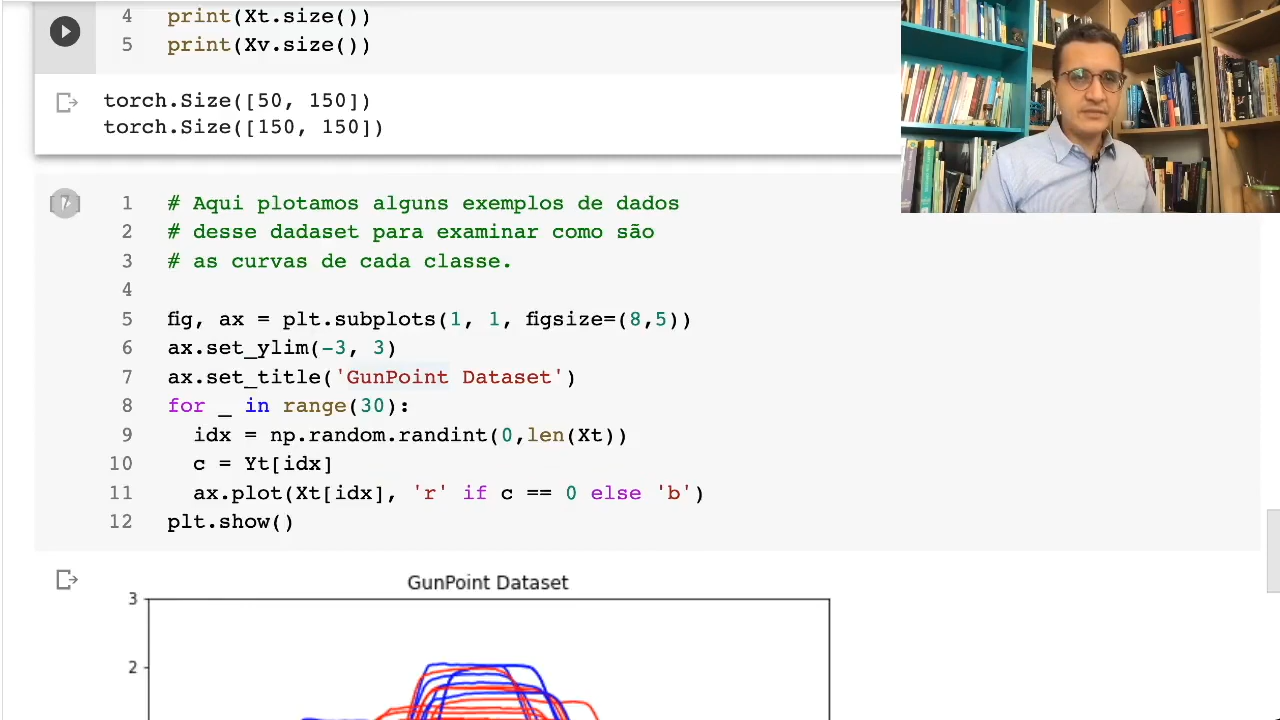 4 print(Xt.size())
5 print(Xv.size())
torch.Size([50, 150])
torch.Size([150, 150])
1 # Aqui plotamos alguns exemplos de dados
2 # desse dadaset para examinar como são
3 # as curvas de cada classe.
4
5 fig, ax = plt.subplots(1, 1, figsize=(8,5))
6 ax.set_ylim(-3, 3)
7 ax.set_title('GunPoint Dataset')
8 for _ in range(30):
9 idx = np.random.randint(0,len(Xt))
10 c = Yt[idx]
11 ax.plot(Xt[idx], 'r' if c == 0 else 'b')
12 plt.show()
GunPoint Dataset
3
2